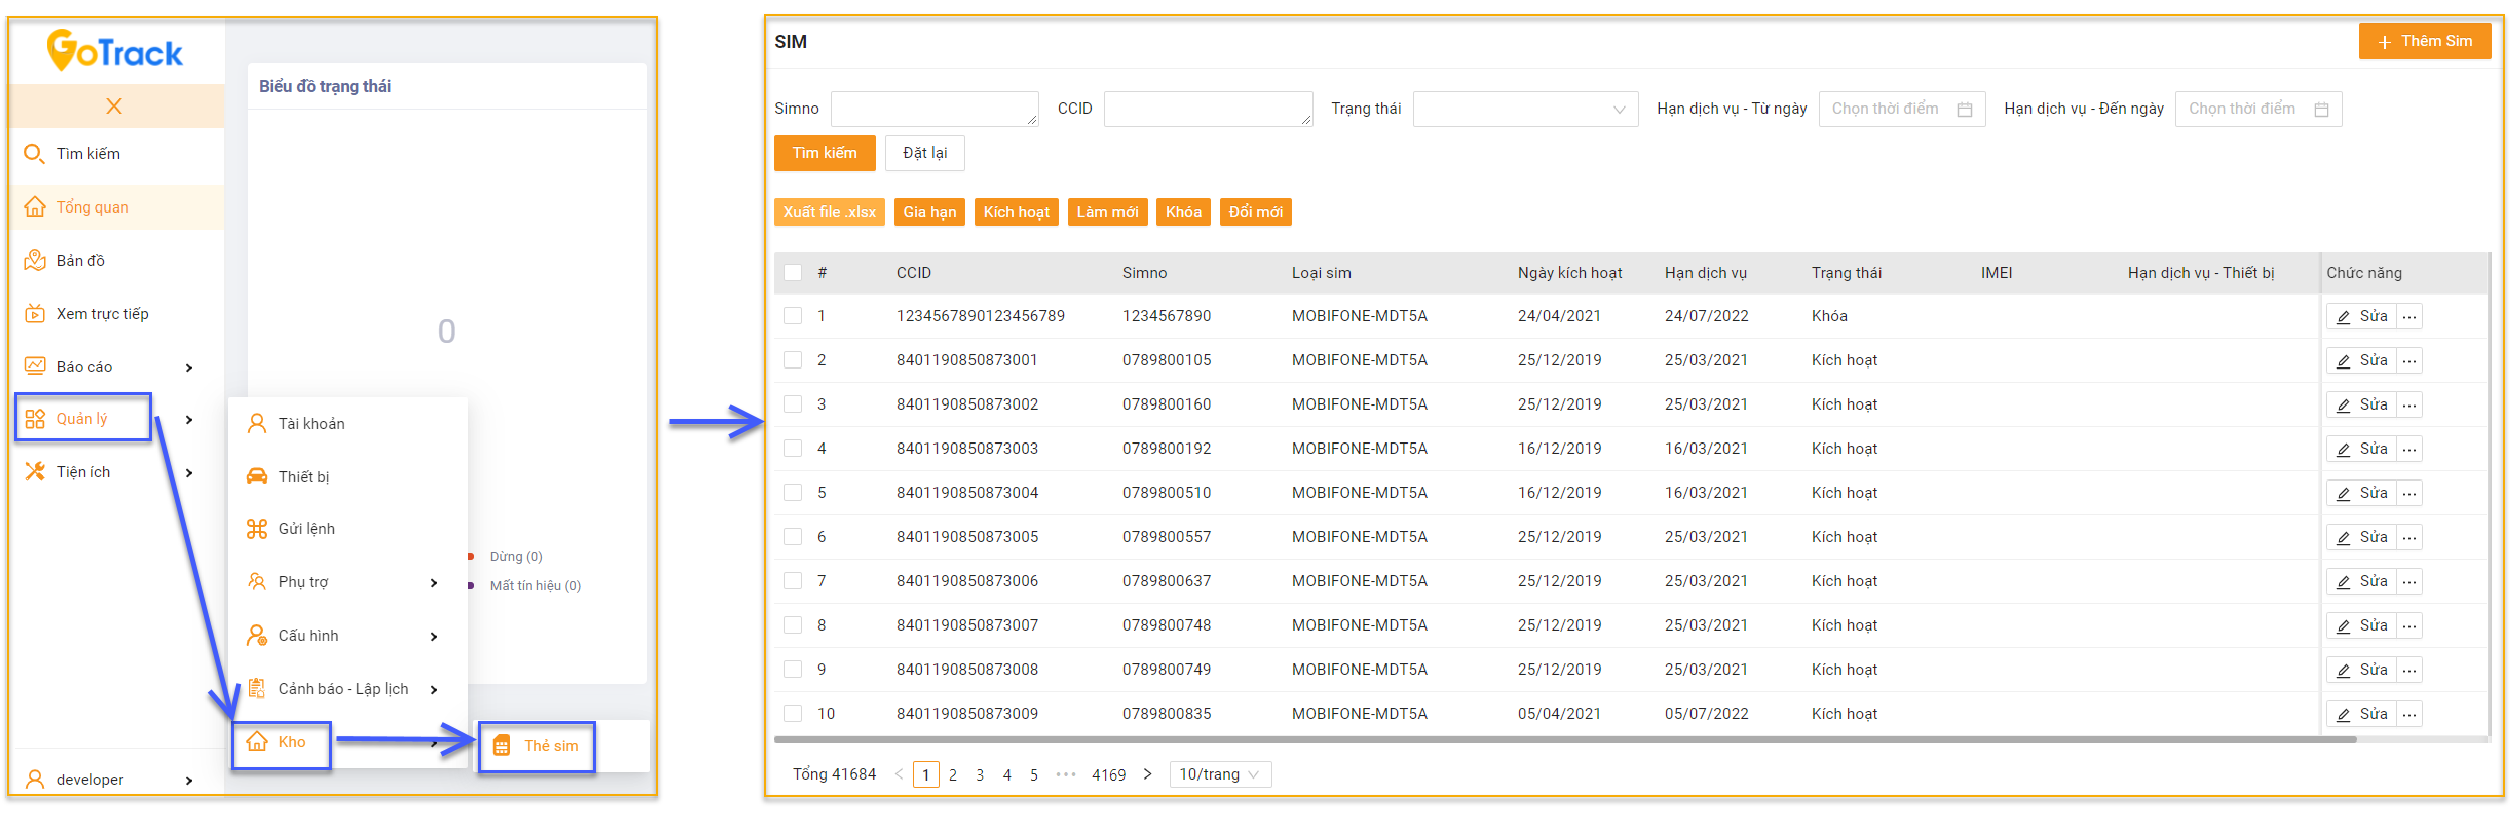 GoTrack
X
Tìm kiếm
Tổng quan
Bản đồ
Xem trực tiếp
Báo cáo
Quản lý
Tiện ích
developer
Biểu đồ trạng thái
0
Dừng (0)
Mất tín hiệu (0)
Tài khoản
Thiết bị
Gửi lệnh
Phụ trợ
Cấu hình
Cảnh báo - Lập lịch
Kho
Thẻ sim
SIM
+ Thêm Sim
Simno CCID Trạng thái Hạn dịch vụ - Từ ngày Chọn thời điểm Hạn dịch vụ - Đến ngày Chọn thời điểm
Tìm kiếm Đặt lại
Xuất file .xlsx Gia hạn Kích hoạt Làm mới Khóa Đổi mới
# CCID Simno Loại sim Ngày kích hoạt Hạn dịch vụ Trạng thái IMEI Hạn dịch vụ - Thiết bị Chức năng
1 1234567890123456789 1234567890 MOBIFONE-MDT5A 24/04/2021 24/07/2022 Khóa Sửa ...
2 8401190850873001 0789800105 MOBIFONE-MDT5A 25/12/2019 25/03/2021 Kích hoạt Sửa ...
3 8401190850873002 0789800160 MOBIFONE-MDT5A 25/12/2019 25/03/2021 Kích hoạt Sửa ...
4 8401190850873003 0789800192 MOBIFONE-MDT5A 16/12/2019 16/03/2021 Kích hoạt Sửa ...
5 8401190850873004 0789800510 MOBIFONE-MDT5A 16/12/2019 16/03/2021 Kích hoạt Sửa ...
6 8401190850873005 0789800557 MOBIFONE-MDT5A 25/12/2019 25/03/2021 Kích hoạt Sửa ...
7 8401190850873006 0789800637 MOBIFONE-MDT5A 25/12/2019 25/03/2021 Kích hoạt Sửa ...
8 8401190850873007 0789800748 MOBIFONE-MDT5A 25/12/2019 25/03/2021 Kích hoạt Sửa ...
9 8401190850873008 0789800749 MOBIFONE-MDT5A 25/12/2019 25/03/2021 Kích hoạt Sửa ...
10 8401190850873009 0789800835 MOBIFONE-MDT5A 05/04/2021 05/07/2022 Kích hoạt Sửa ...
Tổng 41684 < 1 2 3 4 5 ••• 4169 > 10/trang